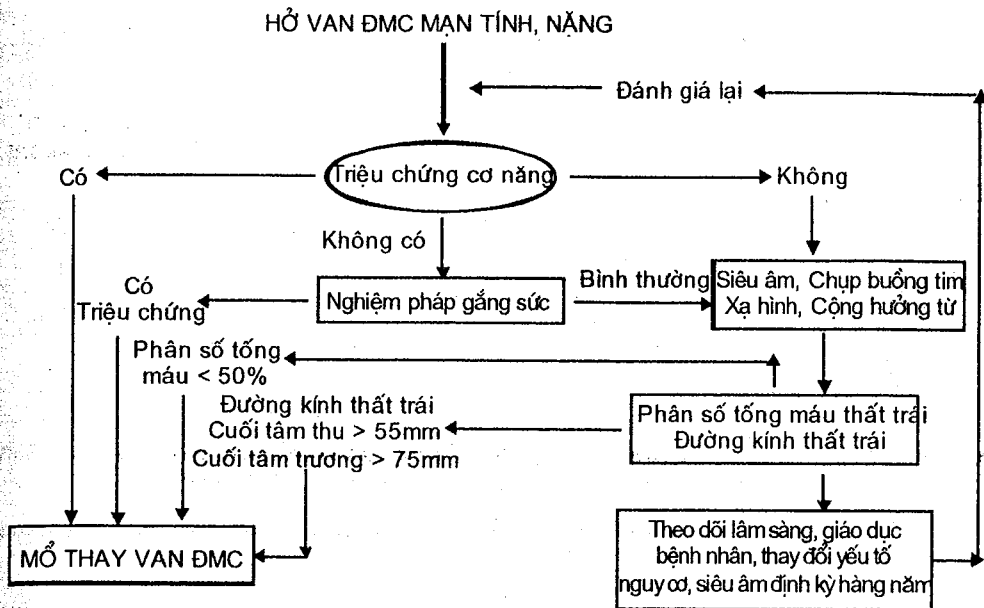 HỞ VAN ĐMC MẠN TÍNH, NẶNG
Đánh giá lại
Có
Triệu chứng cơ năng
Không
Không có
Có
Triệu chứng
Nghiệm pháp gắng sức
Bình thường
Siêu âm, Chụp buồng tim
Xạ hình, Cộng hưởng từ
Phân số tống
máu < 50%
Đường kính thất trái
Cuối tâm thu > 55mm
Cuối tâm trương > 75mm
Phân số tống máu thất trái
Đường kính thất trái
MỔ THAY VAN ĐMC
Theo dõi lâm sàng, giáo dục
bệnh nhân, thay đổi yếu tố
nguy cơ, siêu âm định kỳ hàng năm